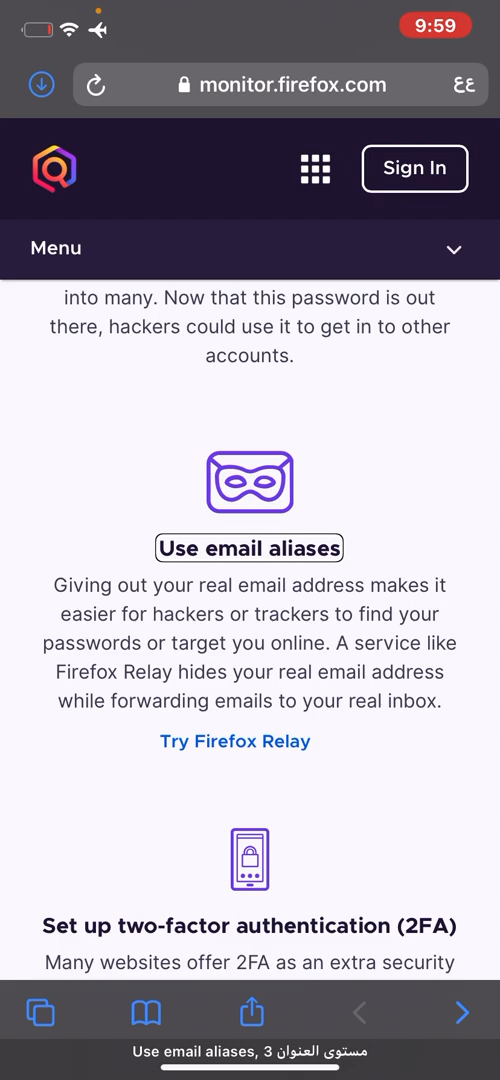 9:59
monitor.firefox.com
عع
Sign In
Menu
into many. Now that this password is out
there, hackers could use it to get in to other
accounts.
Use email aliases
Giving out your real email address makes it
easier for hackers or trackers to find your
passwords or target you online. A service like
Firefox Relay hides your real email address
while forwarding emails to your real inbox.
Try Firefox Relay
Set up two-factor authentication (2FA)
Many websites offer 2FA as an extra security
Use email aliases, مستوى العنوان 3